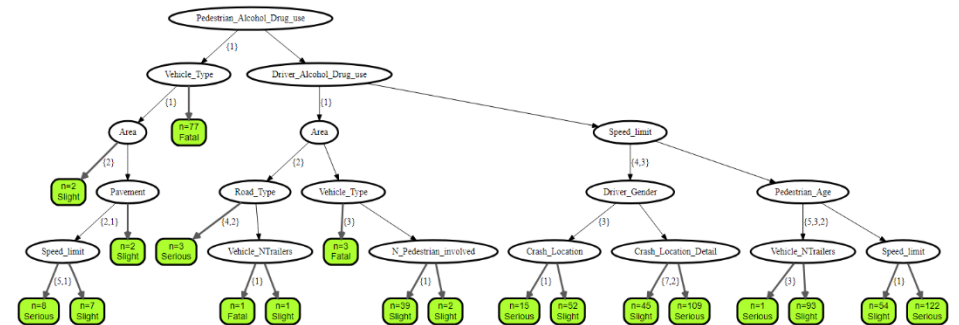 Pedestrian_Alcohol_Drug_use
{1}
Vehicle_Type
Driver_Alcohol_Drug_use
{1}
{1}
Area
n=77
Fatal
Area
Speed_limit
{2}
{2}
{4,3}
n=2
Slight
Pavement
Road_Type
Vehicle_Type
Driver_Gender
Pedestrian_Age
{2,1}
{4,2}
{3}
{3}
{5,3,2}
Speed_limit
n=2
Slight
n=3
Serious
Vehicle_NTrailers
n=3
Fatal
N_Pedestrian_involved
Crash_Location
Crash_Location_Detail
Vehicle_NTrailers
Speed_limit
{5,1}
{1}
{1}
{1}
{7,2}
{3}
{1}
n=8
Serious
n=7
Slight
n=1
Fatal
n=1
Slight
n=39
Slight
n=2
Slight
n=15
Serious
n=52
Slight
n=45
Slight
n=109
Serious
n=1
Serious
n=93
Slight
n=54
Slight
n=122
Serious